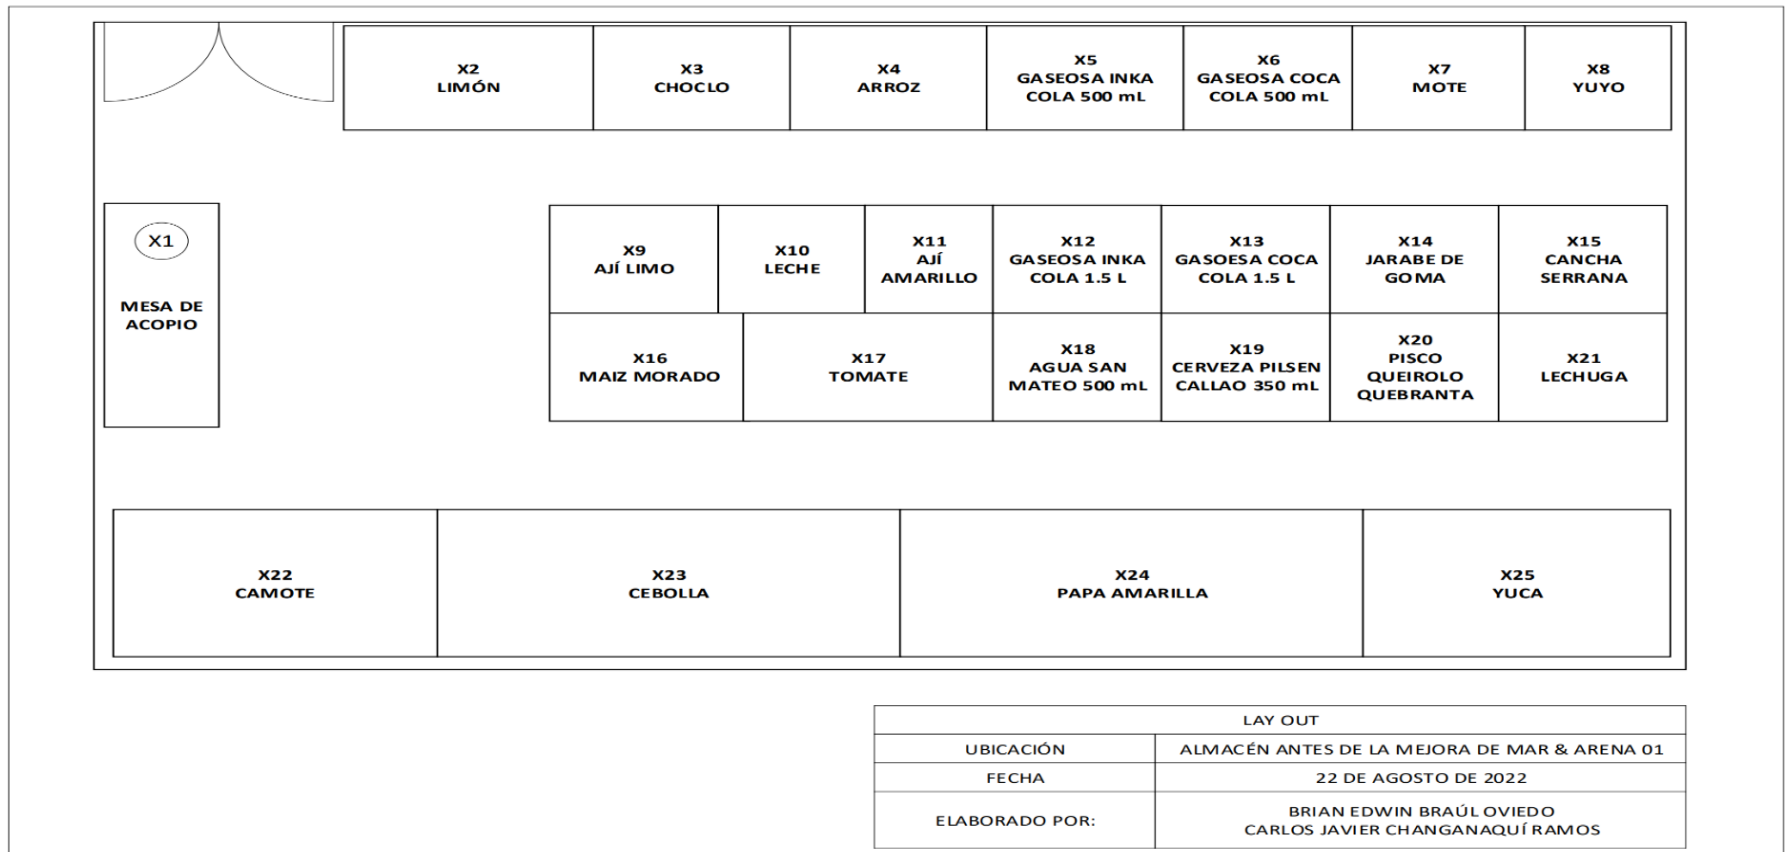 X2
LIMÓN
X3
CHOCLO
X4
ARROZ
X5
GASEOSA INKA
COLA 500 mL
X6
GASEOSA COCA
COLA 500 mL
X7
MOTE
X8
YUYO
X1
MESA DE
ACOPIO
X9
AJÍ LIMO
X10
LECHE
X11
AJÍ
AMARILLO
X12
GASEOSA INKA
COLA 1.5 L
X13
GASOESA COCA
COLA 1.5 L
X14
JARABE DE
GOMA
X15
CANCHA
SERRANA
X16
MAIZ MORADO
X17
TOMATE
X18
AGUA SAN
MATEO 500 mL
X19
CERVEZA PILSEN
CALLAO 350 mL
X20
PISCO
QUEIROLO
QUEBRANTA
X21
LECHUGA
X22
CAMOTE
X23
CEBOLLA
X24
PAPA AMARILLA
X25
YUCA
LAY OUT
UBICACIÓN
ALMACÉN ANTES DE LA MEJORA DE MAR & ARENA 01
FECHA
22 DE AGOSTO DE 2022
ELABORADO POR:
BRIAN EDWIN BRAÚL OVIEDO
CARLOS JAVIER CHANGANAQUÍ RAMOS